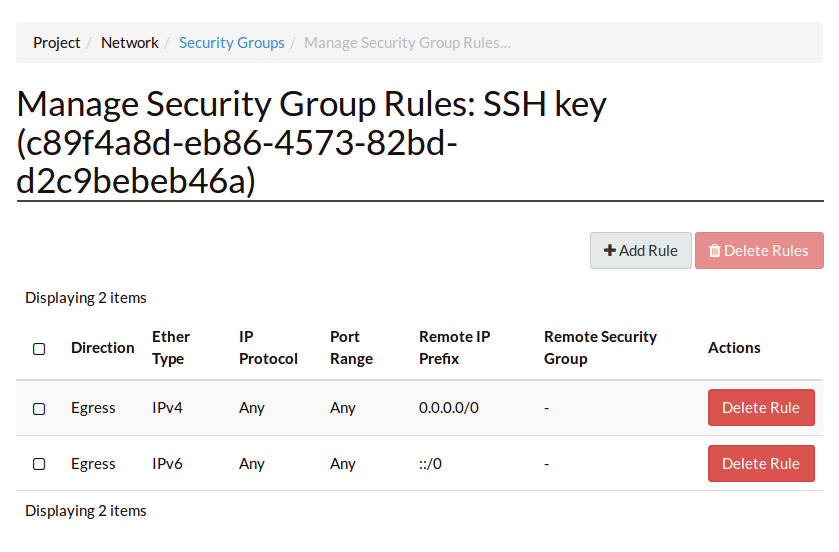 Project / Network / Security Groups / Manage Security Group Rules...
Manage Security Group Rules: SSH key
(c89f4a8d-eb86-4573-82bd-
d2c9bebeb46a)
Add Rule Delete Rules
Displaying 2 items
Direction Ether Type IP Protocol Port Range Remote IP Prefix Remote Security Group Actions
Egress IPv4 Any Any 0.0.0.0/0 - Delete Rule
Egress IPv6 Any Any ::/0 - Delete Rule
Displaying 2 items